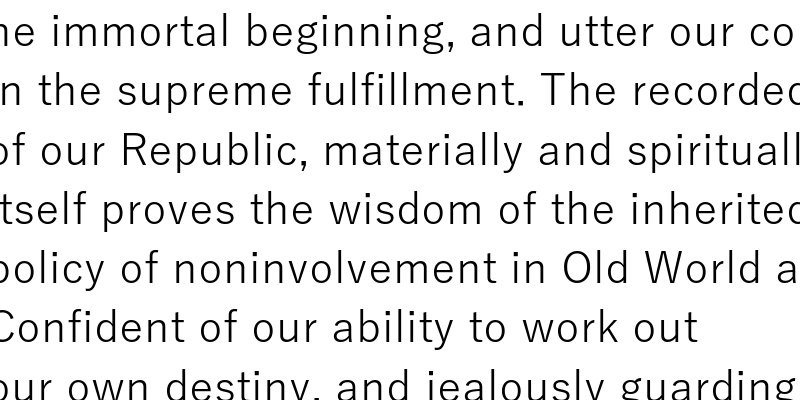 he immortal beginning, and utter our co
n the supreme fulfillment. The recorded
of our Republic, materially and spirituall
tself proves the wisdom of the inherited
policy of noninvolvement in Old World a
Confident of our ability to work out
our own destiny, and jealously guarding